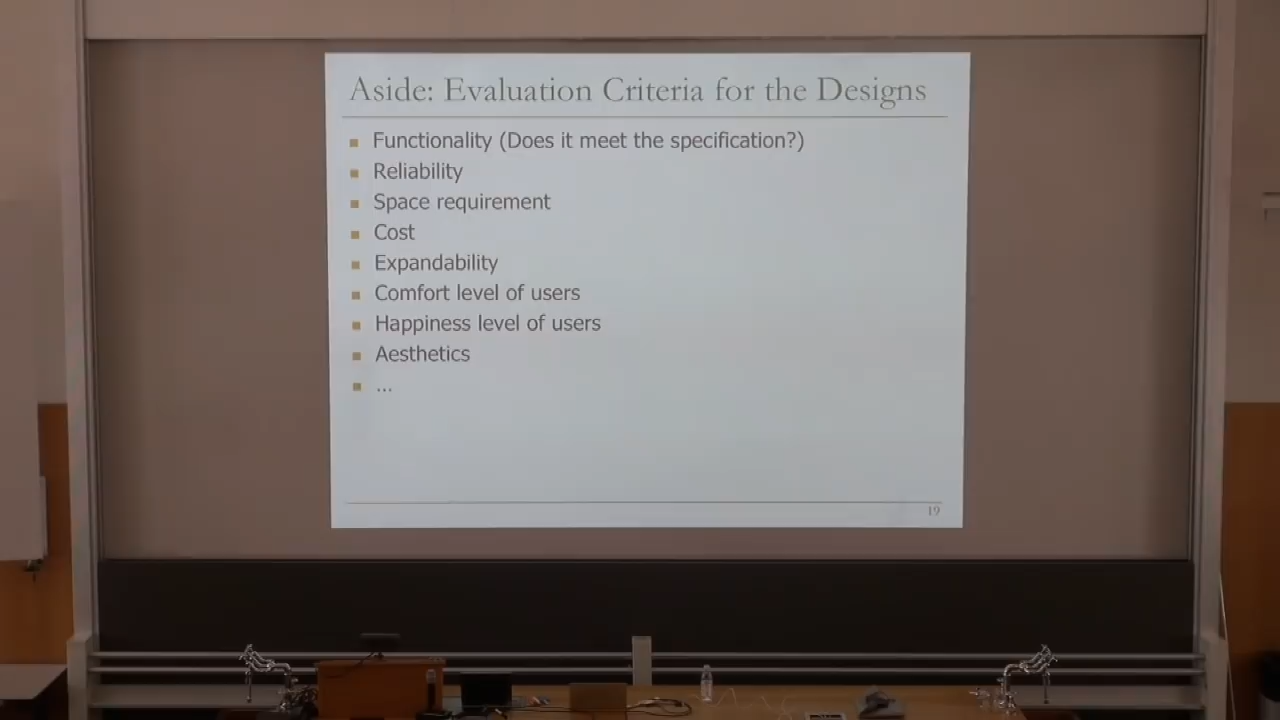 Aside: Evaluation Criteria for the Designs
Functionality (Does it meet the specification?)
Reliability
Space requirement
Cost
Expandability
Comfort level of users
Happiness level of users
Aesthetics
...
19